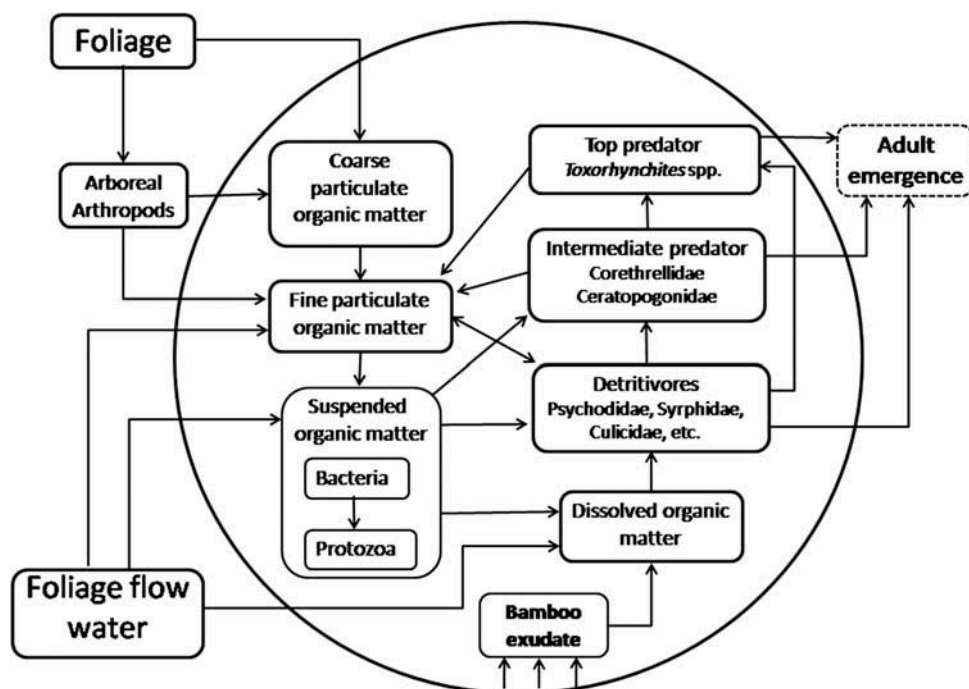 Foliage
Arboreal
Arthropods
Coarse
particulate
organic matter
Fine particulate
organic matter
Suspended
organic matter
Bacteria
Protozoa
Foliage flow
water
Top predator
Toxorhynchites spp.
Intermediate predator
Corethrellidae
Ceratopogonidae
Detritivores
Psychodidae, Syrphidae,
Culicidae, etc.
Dissolved organic
matter
Bamboo
exudate
Adult
emergence